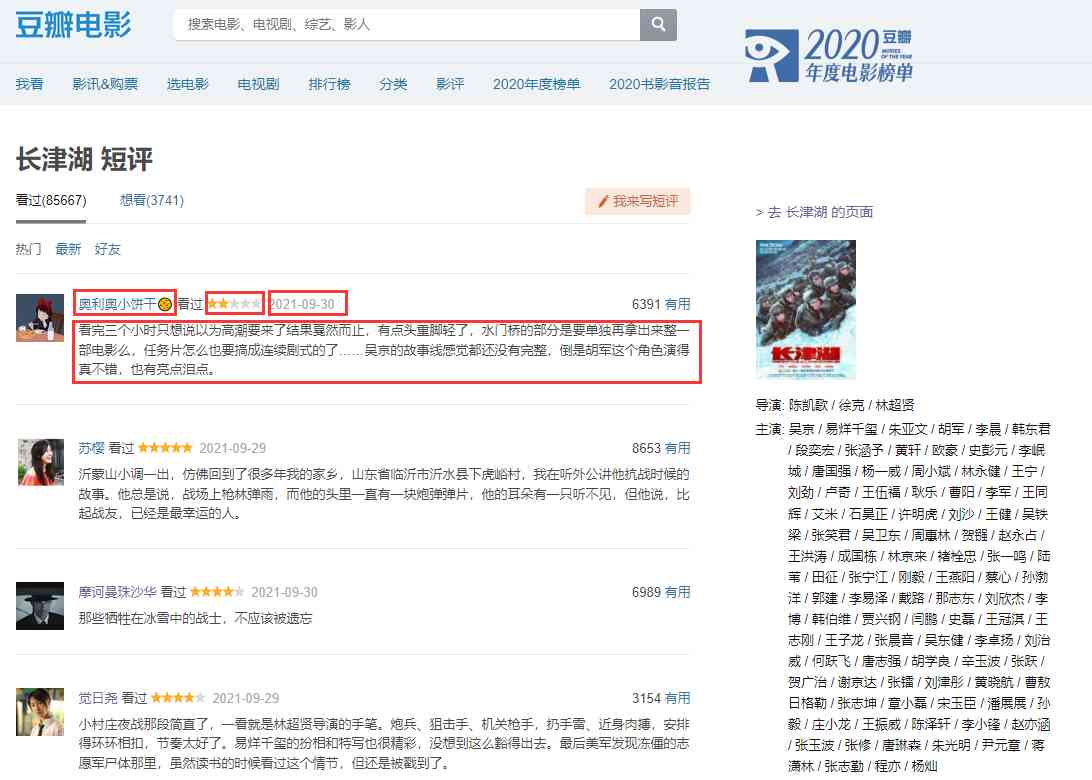 豆瓣电影
搜索电影、电视剧、综艺、影人
2020 豆瓣
MOVIES
OF THE YEAR
年度电影榜单
我看 影讯&购票 选电影 电视剧 排行榜 分类 影评 2020年度榜单 2020书影音报告
长津湖 短评
看过(85667) 想看(3741)
我来写短评
热门 最新 好友
奥利奥小饼干 看过 2021-09-30
6391 有用
看完三个小时只想说以为高潮要来了结果戛然而止，有点头重脚轻了，水门桥的部分是要单独再拿出来整一
部电影么，任务片怎么也要搞成连续剧式的了……吴京的故事线感觉都还没有完整，倒是胡军这个角色演得
真不错，也有亮点泪点。
苏樱 看过 2021-09-29
8653 有用
沂蒙山小调一出，仿佛回到了很多年我的家乡，山东省临沂市沂水县下虎峪村，我在听外公讲他抗战时候的
故事。他总是说，战场上枪林弹雨，而他的头里一直有一块炮弹弹片，他的耳朵有一只听不见，但他说，比
起战友，已经是最幸运的人。
摩诃曼珠沙华 看过 2021-09-30
6989 有用
那些牺牲在冰雪中的战士，不应该被遗忘
觉日尧 看过 2021-09-29
3154 有用
小村庄夜战那段简直了，一看就是林超贤导演的手笔。炮兵、狙击手、机关枪手，扔手雷、近身肉搏，安排
得环环相扣，节奏太好了。易烊千玺的扮相和特写也很精彩，没想到这么豁得出去。最后美军发现冻僵的志
愿军尸体那里，虽然读书的时候看过这个情节，但还是被戳到了。
> 去 长津湖 的页面
长津湖
导演: 陈凯歌 / 徐克 / 林超贤
主演: 吴京 / 易烊千玺 / 朱亚文 / 胡军 / 李晨 / 韩东君
/ 段奕宏 / 张涵予 / 黄轩 / 欧豪 / 史彭元 / 李岷
城 / 唐国强 / 杨一威 / 周小斌 / 林永健 / 王宁 /
刘劲 / 卢奇 / 王伍福 / 耿乐 / 曹阳 / 李军 / 王同
辉 / 艾米 / 石昊正 / 许明虎 / 刘沙 / 王健 / 吴铁
梁 / 张笑君 / 吴卫东 / 周惠林 / 贺镪 / 赵永占 /
王洪涛 / 成国栋 / 林京来 / 褚栓忠 / 张一鸣 / 陆
苇 / 田征 / 张宁江 / 刚毅 / 王燕阳 / 蔡心 / 孙渤
洋 / 郭建 / 李易泽 / 戴路 / 那志东 / 刘欣杰 / 李
博 / 韩伯维 / 贾兴钢 / 闫鹏 / 史磊 / 王冠淇 / 王
志刚 / 王子龙 / 张晨音 / 吴东健 / 李卓扬 / 刘治
威 / 何跃飞 / 唐志强 / 胡学良 / 辛玉波 / 张跃 /
贺广治 / 谢京达 / 张镭 / 刘津彤 / 黄晓航 / 曹敖
日格勒 / 张志坤 / 章小磊 / 宋玉臣 / 潘展展 / 孙
毅 / 庄小龙 / 王振威 / 陈泽轩 / 李小锋 / 赵亦涵
/ 张玉波 / 张修 / 唐琳森 / 朱光明 / 尹元章 / 蒋
潇林 / 张志勤 / 程亦 / 杨灿